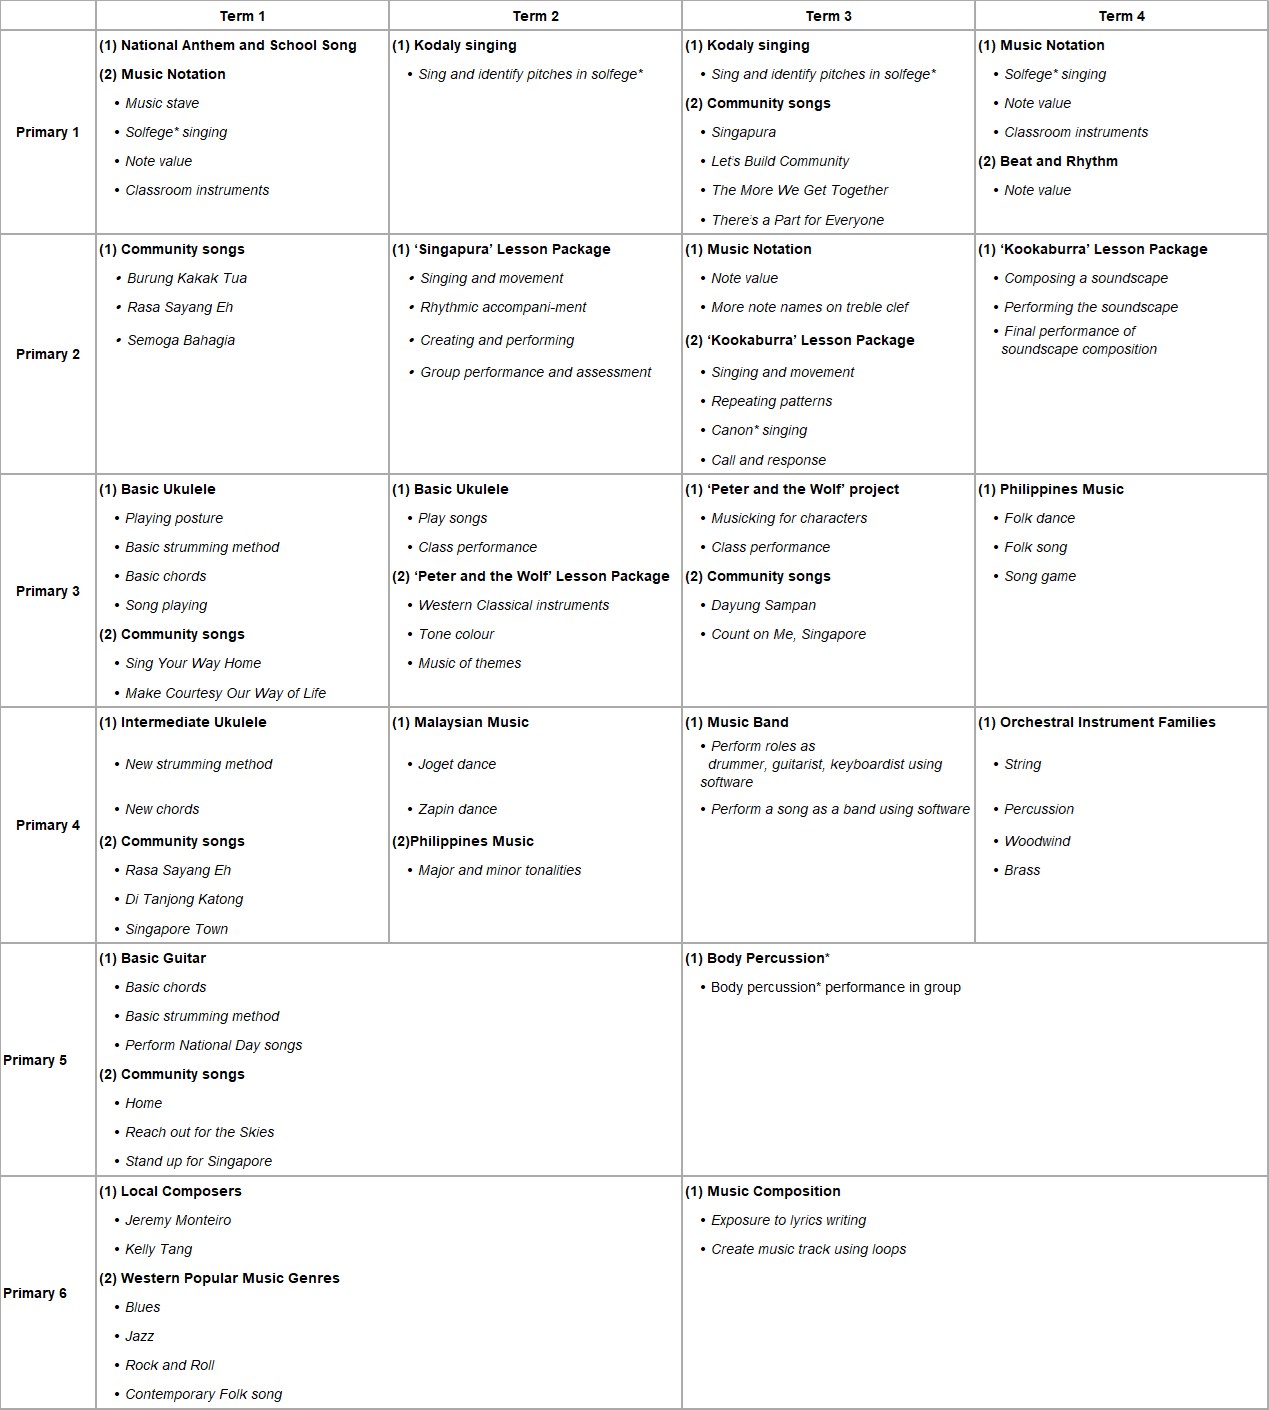 Term 1
Term 2
Term 3
Term 4
Primary 1
(1) National Anthem and School Song
(2) Music Notation
• Music stave
• Solfege* singing
• Note value
• Classroom instruments
(1) Kodaly singing
• Sing and identify pitches in solfege*
(1) Kodaly singing
• Sing and identify pitches in solfege*
(2) Community songs
• Singapura
• Let's Build Community
• The More We Get Together
• There's a Part for Everyone
(1) Music Notation
• Solfege* singing
• Note value
• Classroom instruments
(2) Beat and Rhythm
• Note value
Primary 2
(1) Community songs
• Burung Kakak Tua
• Rasa Sayang Eh
• Semoga Bahagia
(1) ‘Singapura’ Lesson Package
• Singing and movement
• Rhythmic accompani-ment
• Creating and performing
• Group performance and assessment
(1) Music Notation
• Note value
• More note names on treble clef
(2) ‘Kookaburra’ Lesson Package
• Singing and movement
• Repeating patterns
• Canon* singing
• Call and response
(1) ‘Kookaburra’ Lesson Package
• Composing a soundscape
• Performing the soundscape
• Final performance of
soundscape composition
Primary 3
(1) Basic Ukulele
• Playing posture
• Basic strumming method
• Basic chords
• Song playing
(2) Community songs
• Sing Your Way Home
• Make Courtesy Our Way of Life
(1) Basic Ukulele
• Play songs
• Class performance
(2) ‘Peter and the Wolf’ Lesson Package
• Western Classical instruments
• Tone colour
• Music of themes
(1) ‘Peter and the Wolf’ project
• Musicking for characters
• Class performance
(2) Community songs
• Dayung Sampan
• Count on Me, Singapore
(1) Philippines Music
• Folk dance
• Folk song
• Song game
Primary 4
(1) Intermediate Ukulele
• New strumming method
• New chords
(2) Community songs
• Rasa Sayang Eh
• Di Tanjong Katong
• Singapore Town
(1) Malaysian Music
• Joget dance
• Zapin dance
(2)Philippines Music
• Major and minor tonalities
(1) Music Band
• Perform roles as
drummer, guitarist, keyboardist using
software
• Perform a song as a band using software
(1) Orchestral Instrument Families
• String
• Percussion
• Woodwind
• Brass
Primary 5
(1) Basic Guitar
• Basic chords
• Basic strumming method
• Perform National Day songs
(2) Community songs
• Home
• Reach out for the Skies
• Stand up for Singapore
(1) Body Percussion*
• Body percussion* performance in group
Primary 6
(1) Local Composers
• Jeremy Monteiro
• Kelly Tang
(2) Western Popular Music Genres
• Blues
• Jazz
• Rock and Roll
• Contemporary Folk song
(1) Music Composition
• Exposure to lyrics writing
• Create music track using loops